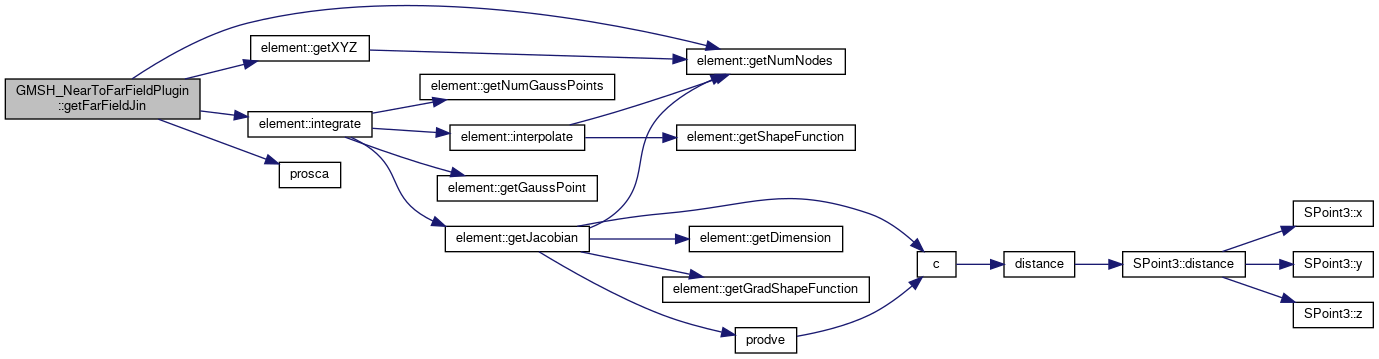 GMSH_NearToFarFieldPlugin
::getFarFieldJin
element::getXYZ
element::integrate
prosca
element::getNumGaussPoints
element::interpolate
element::getGaussPoint
element::getJacobian
element::getNumNodes
element::getShapeFunction
element::getDimension
element::getGradShapeFunction
prodve
c
distance
SPoint3::distance
SPoint3::x
SPoint3::y
SPoint3::z